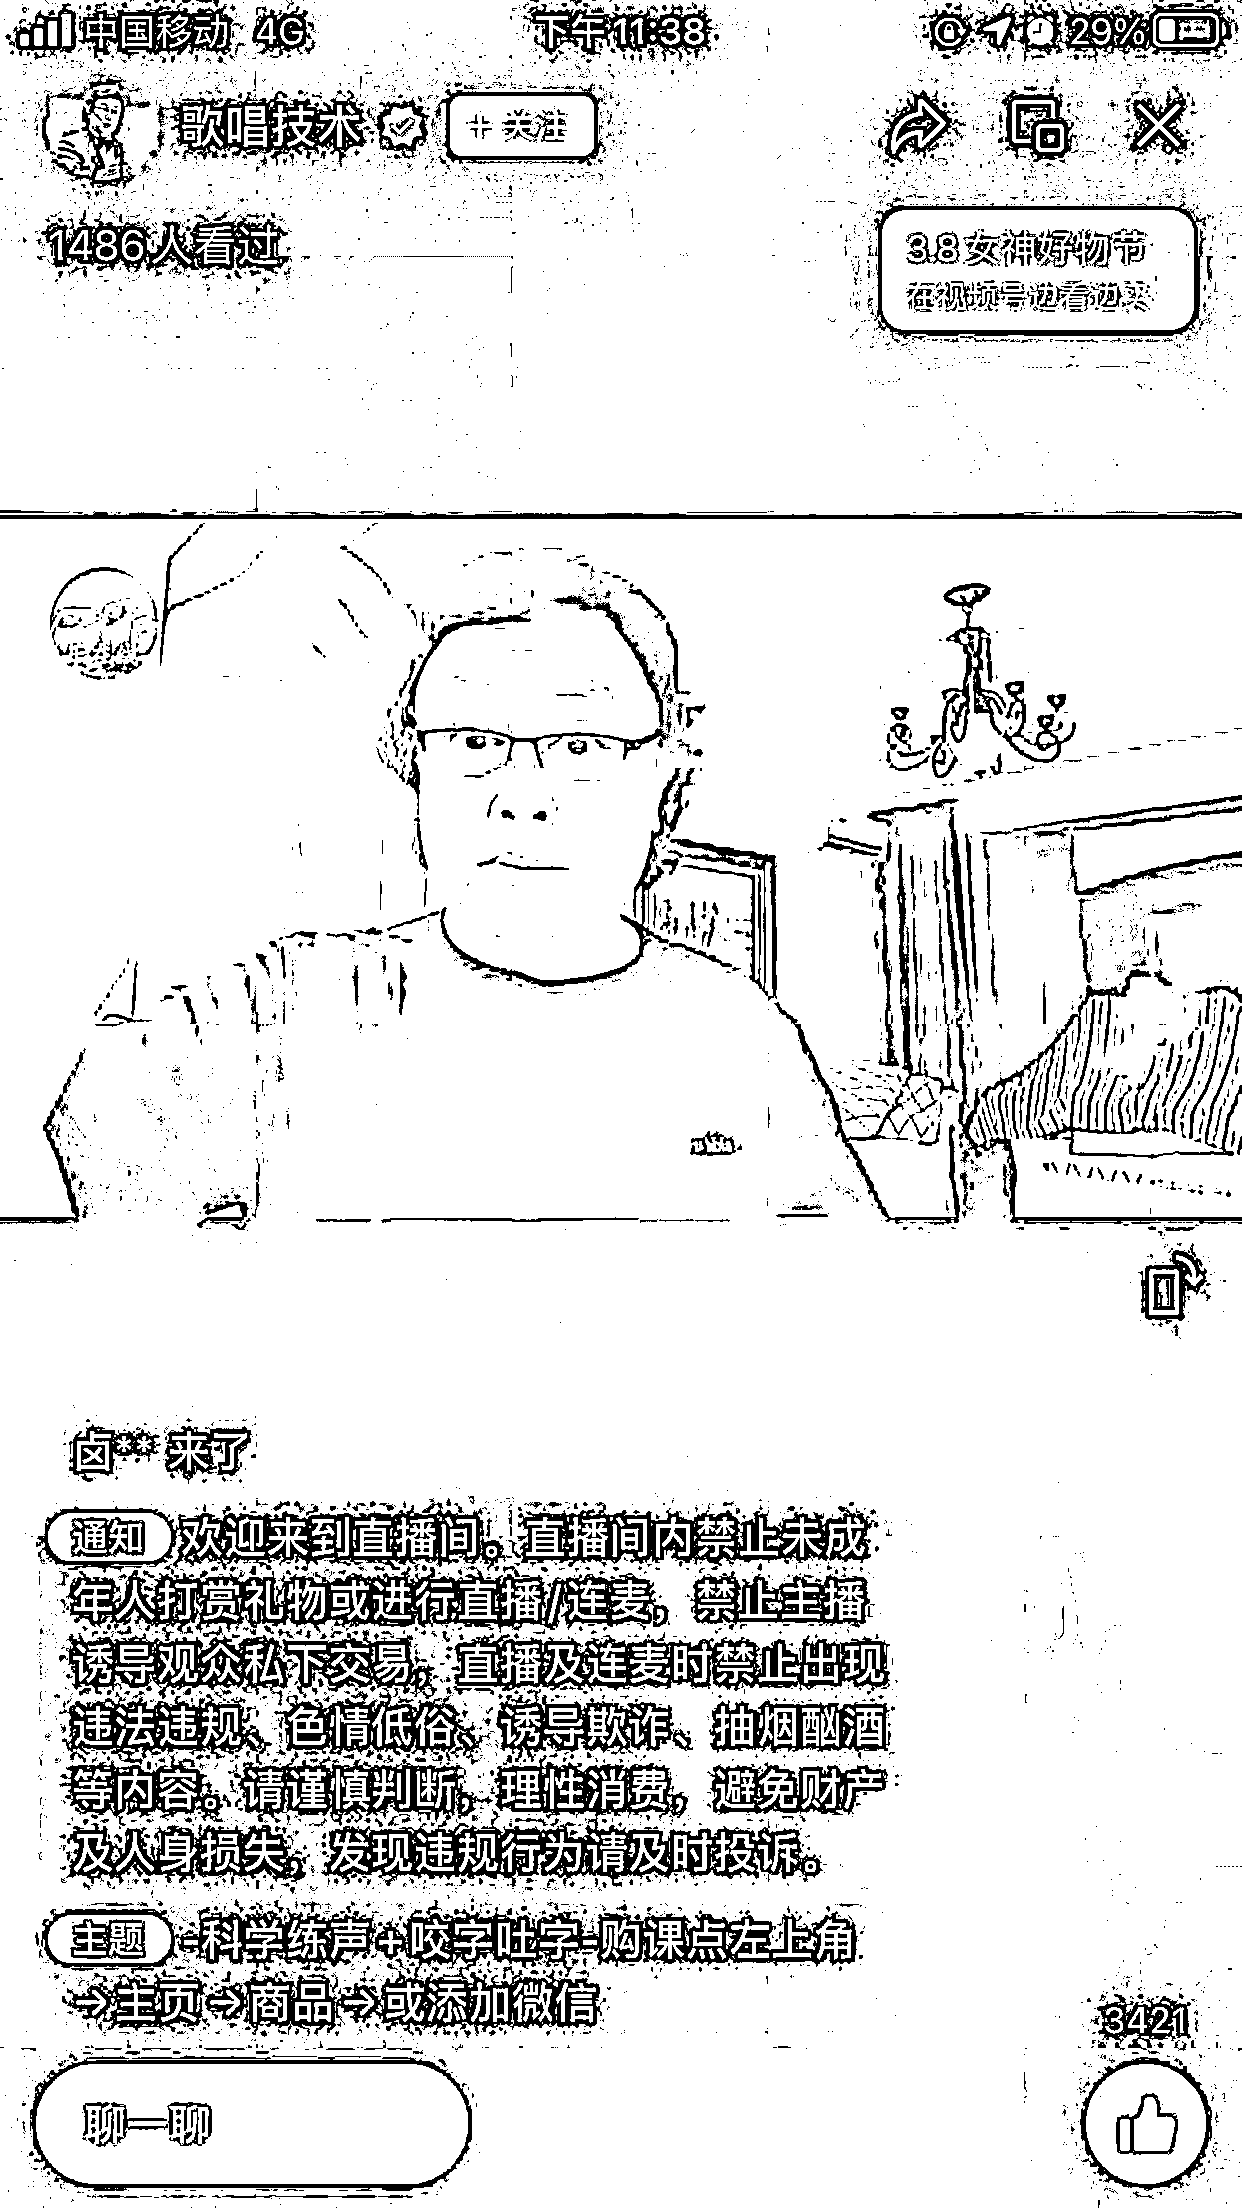 中国移动 4G 下午11:38 29%
歌唱技术 + 关注
1486人看过
3.8女神好物节
在视频号边看边买
卤** 来了
通知 欢迎来到直播间。直播间内禁止未成
年人打赏礼物或进行直播/连麦，禁止主播
诱导观众私下交易。直播及连麦时禁止出现
违法违规、色情低俗、诱导欺诈、抽烟酗酒
等内容。请谨慎判断，理性消费，避免财产
及人身损失。发现违规行为请及时投诉。
主题 -科学练声+咬字吐字-购课点左上角
→主页→商品→或添加微信
3421
聊一聊